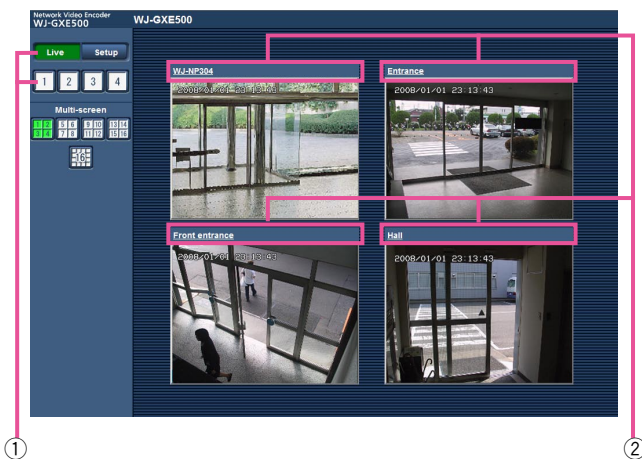 Network Video Encoder
WJ-GXE500
WJ-GXE500
Live Setup
1 2 3 4
Multi-screen
1 2 5 6 9 10 13 14
3 4 7 8 11 12 15 16
16
WJ-NP304
2008/01/01 23:13:43
Entrance
2008/01/01 23:13:43
Front entrance
2008/01/01 23:13:43
Hall
2008/01/01 23:13:43
① ②